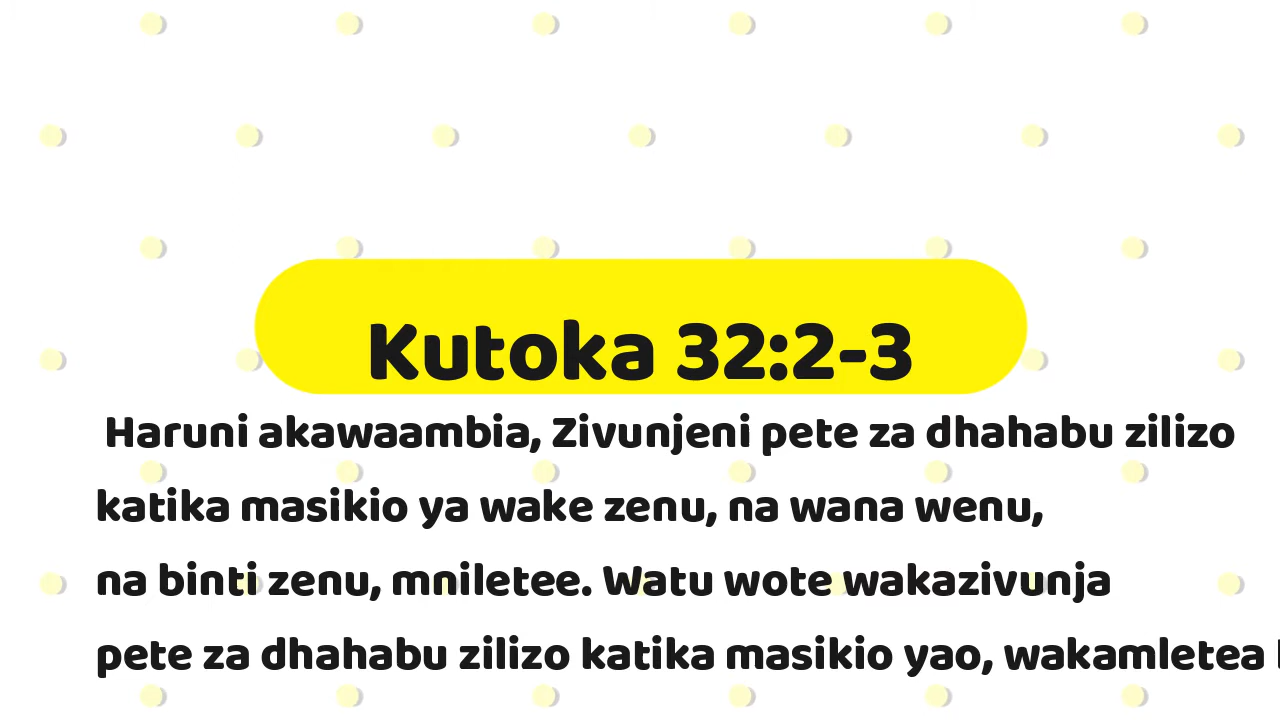 Kutoka 32:2-3
Haruni akawaambia, Zivunjeni pete za dhahabu zilizo
katika masikio ya wake zenu, na wana wenu,
na binti zenu, mniletee. Watu wote wakazivunja
pete za dhahabu zilizo katika masikio yao, wakamletea